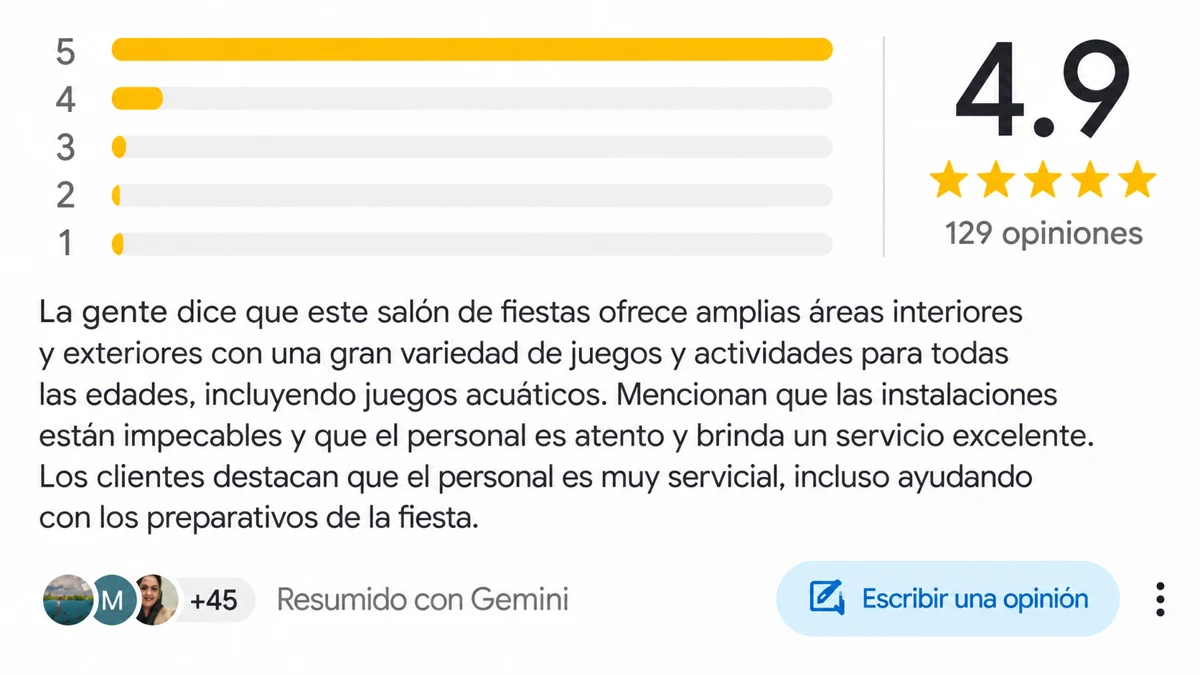 5
4
3
2
1
4.9
129 opiniones
La gente dice que este salón de fiestas ofrece amplias áreas interiores
y exteriores con una gran variedad de juegos y actividades para todas
las edades, incluyendo juegos acuáticos. Mencionan que las instalaciones
están impecables y que el personal es atento y brinda un servicio excelente.
Los clientes destacan que el personal es muy servicial, incluso ayudando
con los preparativos de la fiesta.
M
+45
Resumido con Gemini
Escribir una opinión